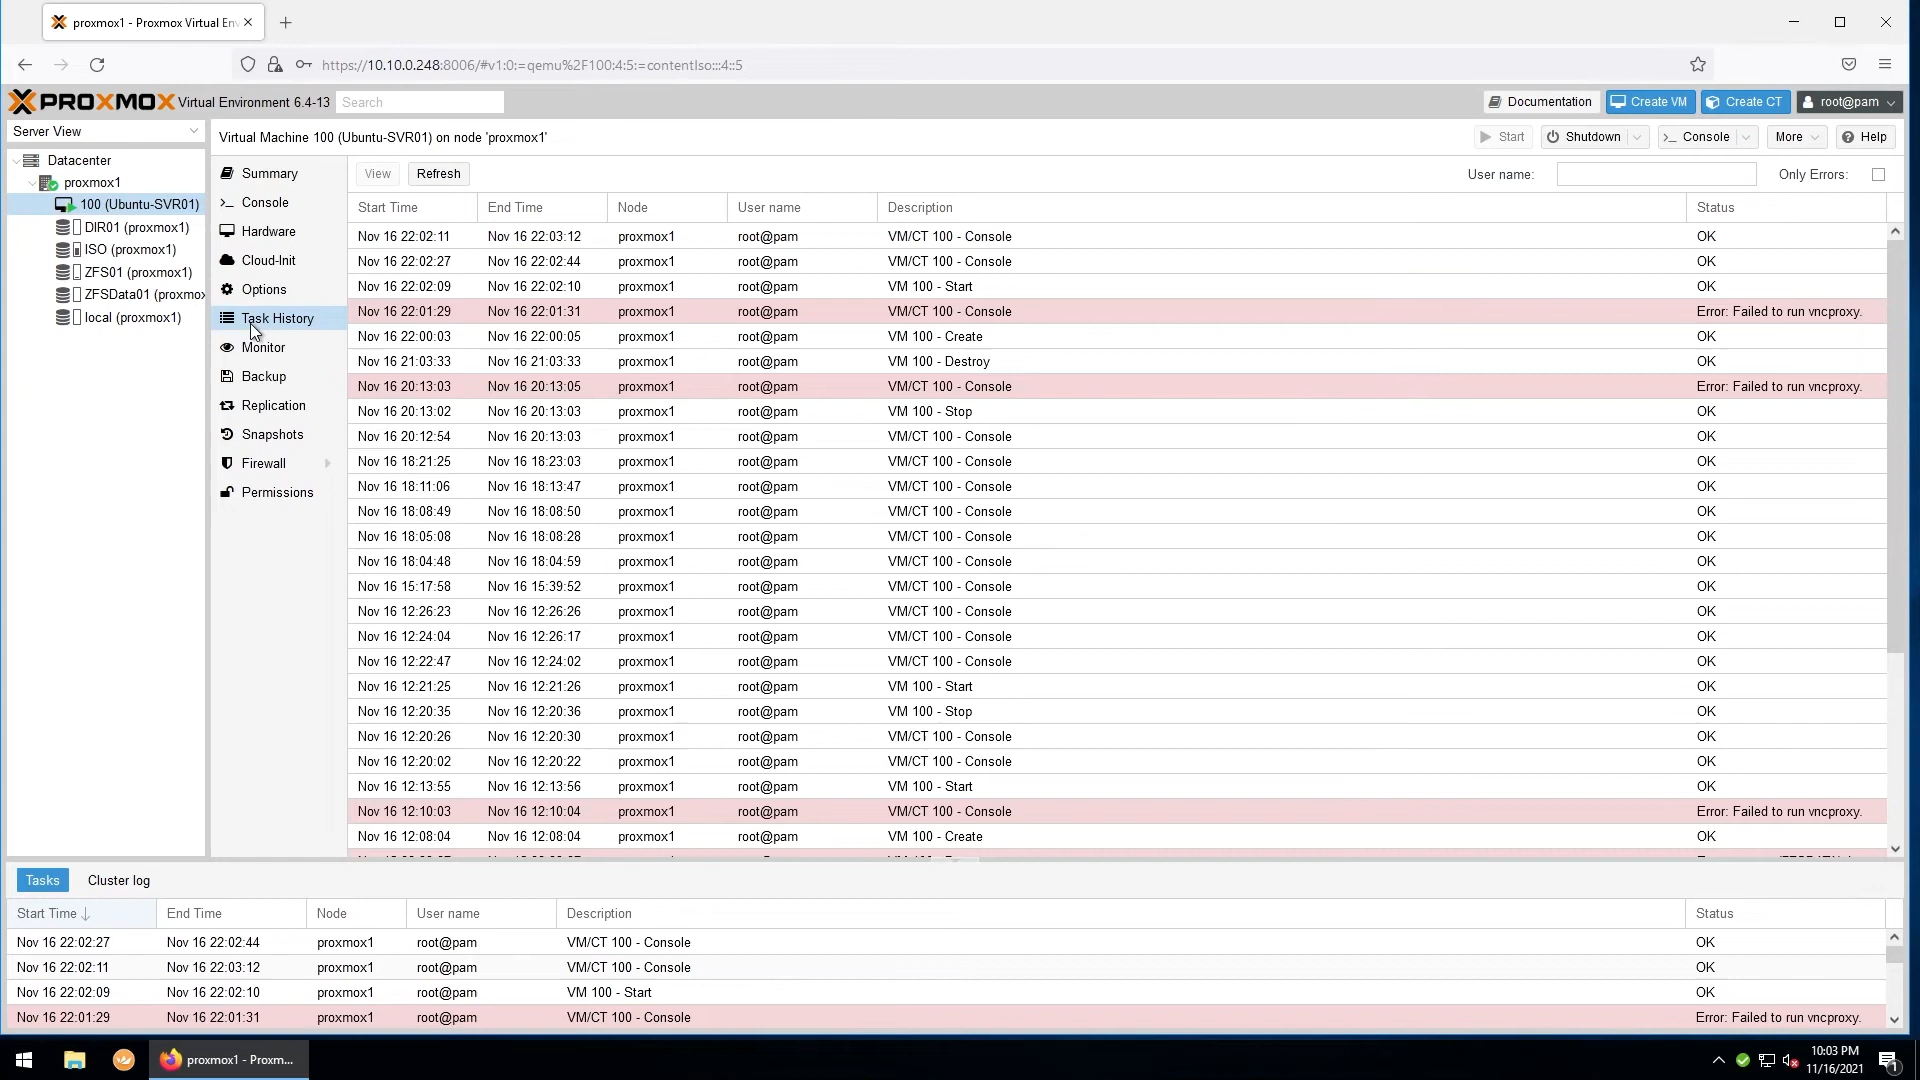 proxmox1 - Proxmox Virtual En
https://10.10.0.248:8006/#v1:0:=qemu%2F100:4:5:=contentIso:::4::5
PROXMOX Virtual Environment 6.4-13 Search Documentation Create VM Create CT root@pam
Server View
Virtual Machine 100 (Ubuntu-SVR01) on node 'proxmox1' Start Shutdown Console More Help
Datacenter
proxmox1
100 (Ubuntu-SVR01)
DIR01 (proxmox1)
ISO (proxmox1)
ZFS01 (proxmox1)
ZFSData01 (proxmox
local (proxmox1)
Summary
Console
Hardware
Cloud-Init
Options
Task History
Monitor
Backup
Replication
Snapshots
Firewall
Permissions
View Refresh User name: Only Errors:
Start Time End Time Node User name Description Status
Nov 16 22:02:11 Nov 16 22:03:12 proxmox1 root@pam VM/CT 100 - Console OK
Nov 16 22:02:27 Nov 16 22:02:44 proxmox1 root@pam VM/CT 100 - Console OK
Nov 16 22:02:09 Nov 16 22:02:10 proxmox1 root@pam VM 100 - Start OK
Nov 16 22:01:29 Nov 16 22:01:31 proxmox1 root@pam VM/CT 100 - Console Error: Failed to run vncproxy.
Nov 16 22:00:03 Nov 16 22:00:05 proxmox1 root@pam VM 100 - Create OK
Nov 16 21:03:33 Nov 16 21:03:33 proxmox1 root@pam VM 100 - Destroy OK
Nov 16 20:13:03 Nov 16 20:13:05 proxmox1 root@pam VM/CT 100 - Console Error: Failed to run vncproxy.
Nov 16 20:13:02 Nov 16 20:13:03 proxmox1 root@pam VM 100 - Stop OK
Nov 16 20:12:54 Nov 16 20:13:03 proxmox1 root@pam VM/CT 100 - Console OK
Nov 16 18:21:25 Nov 16 18:23:03 proxmox1 root@pam VM/CT 100 - Console OK
Nov 16 18:11:06 Nov 16 18:13:47 proxmox1 root@pam VM/CT 100 - Console OK
Nov 16 18:08:49 Nov 16 18:08:50 proxmox1 root@pam VM/CT 100 - Console OK
Nov 16 18:05:08 Nov 16 18:08:28 proxmox1 root@pam VM/CT 100 - Console OK
Nov 16 18:04:48 Nov 16 18:04:59 proxmox1 root@pam VM/CT 100 - Console OK
Nov 16 15:17:58 Nov 16 15:39:52 proxmox1 root@pam VM/CT 100 - Console OK
Nov 16 12:26:23 Nov 16 12:26:26 proxmox1 root@pam VM/CT 100 - Console OK
Nov 16 12:24:04 Nov 16 12:26:17 proxmox1 root@pam VM/CT 100 - Console OK
Nov 16 12:22:47 Nov 16 12:24:02 proxmox1 root@pam VM/CT 100 - Console OK
Nov 16 12:21:25 Nov 16 12:21:26 proxmox1 root@pam VM 100 - Start OK
Nov 16 12:20:35 Nov 16 12:20:36 proxmox1 root@pam VM 100 - Stop OK
Nov 16 12:20:26 Nov 16 12:20:30 proxmox1 root@pam VM/CT 100 - Console OK
Nov 16 12:20:02 Nov 16 12:20:22 proxmox1 root@pam VM/CT 100 - Console OK
Nov 16 12:13:55 Nov 16 12:13:56 proxmox1 root@pam VM 100 - Start OK
Nov 16 12:10:03 Nov 16 12:10:04 proxmox1 root@pam VM/CT 100 - Console Error: Failed to run vncproxy.
Nov 16 12:08:04 Nov 16 12:08:04 proxmox1 root@pam VM 100 - Create OK
Tasks Cluster log
Start Time End Time Node User name Description Status
Nov 16 22:02:27 Nov 16 22:02:44 proxmox1 root@pam VM/CT 100 - Console OK
Nov 16 22:02:11 Nov 16 22:03:12 proxmox1 root@pam VM/CT 100 - Console OK
Nov 16 22:02:09 Nov 16 22:02:10 proxmox1 root@pam VM 100 - Start OK
Nov 16 22:01:29 Nov 16 22:01:31 proxmox1 root@pam VM/CT 100 - Console Error: Failed to run vncproxy.
proxmox1 - Proxm...
10:03 PM
11/16/2021
1